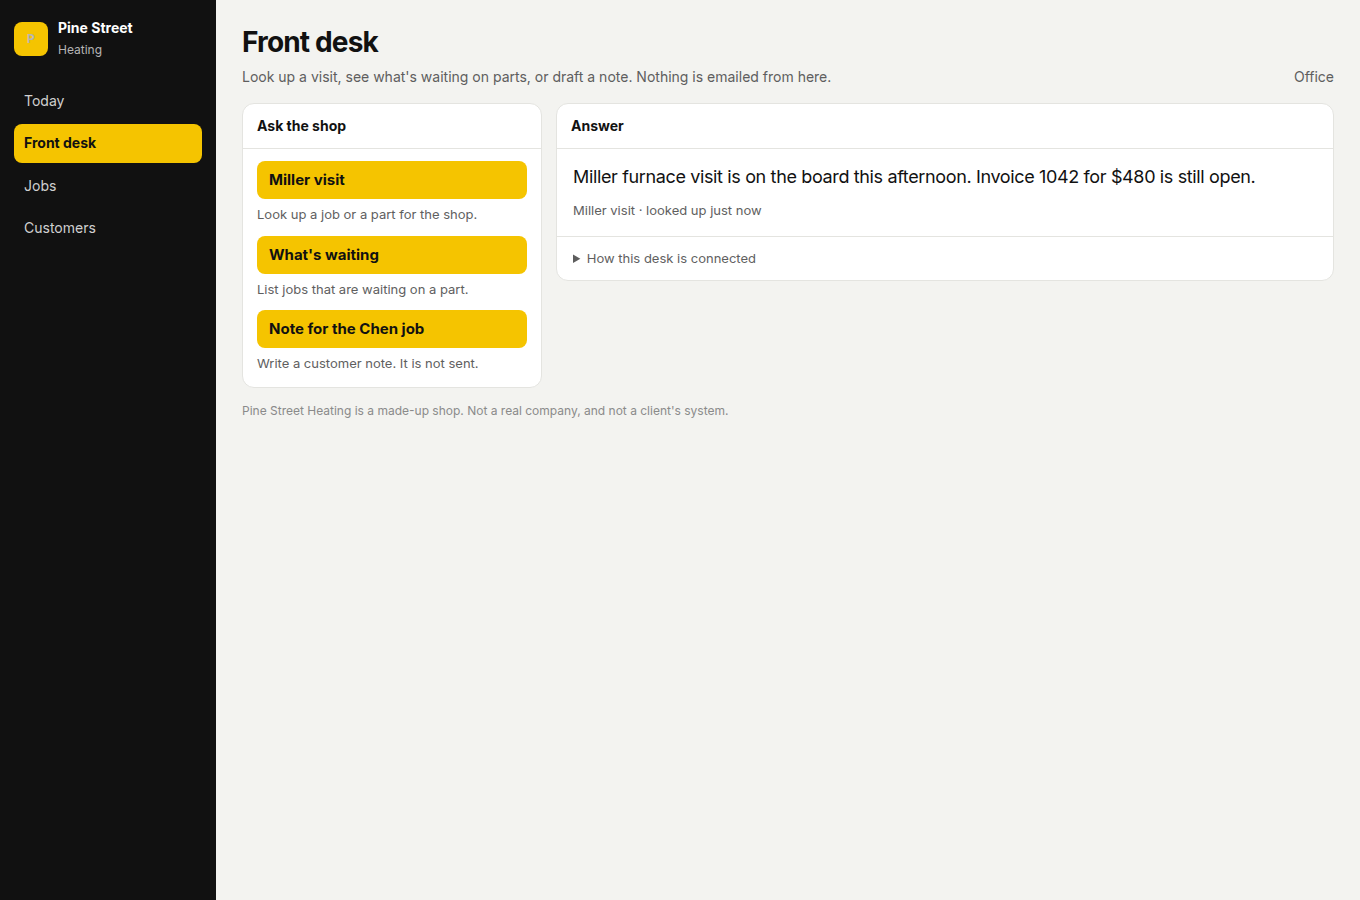 P
Pine Street
Heating
Today
Front desk
Jobs
Customers
Front desk
Look up a visit, see what's waiting on parts, or draft a note. Nothing is emailed from here.
Office
Ask the shop
Miller visit
Look up a job or a part for the shop.
What's waiting
List jobs that are waiting on a part.
Note for the Chen job
Write a customer note. It is not sent.
Answer
Miller furnace visit is on the board this afternoon. Invoice 1042 for $480 is still open.
Miller visit · looked up just now
How this desk is connected
Pine Street Heating is a made-up shop. Not a real company, and not a client's system.